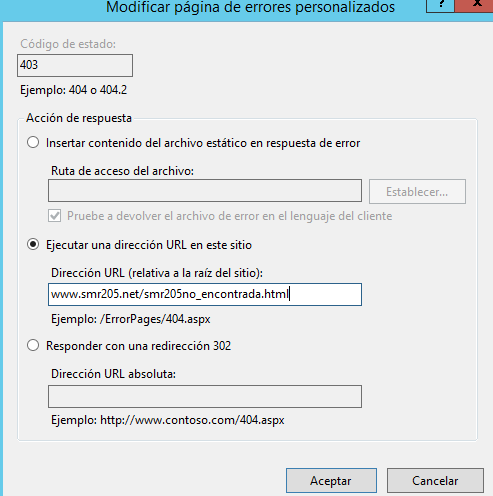 Modificar página de errores personalizados
?
x
Código de estado:
403
Ejemplo: 404 o 404.2
Acción de respuesta
Insertar contenido del archivo estático en respuesta de error
Ruta de acceso del archivo:
Establecer...
Pruebe a devolver el archivo de error en el lenguaje del cliente
Ejecutar una dirección URL en este sitio
Dirección URL (relativa a la raíz del sitio):
www.smr205.net/smr205no_encontrada.html
Ejemplo: /ErrorPages/404.aspx
Responder con una redirección 302
Dirección URL absoluta:
Ejemplo: http://www.contoso.com/404.aspx
Aceptar
Cancelar